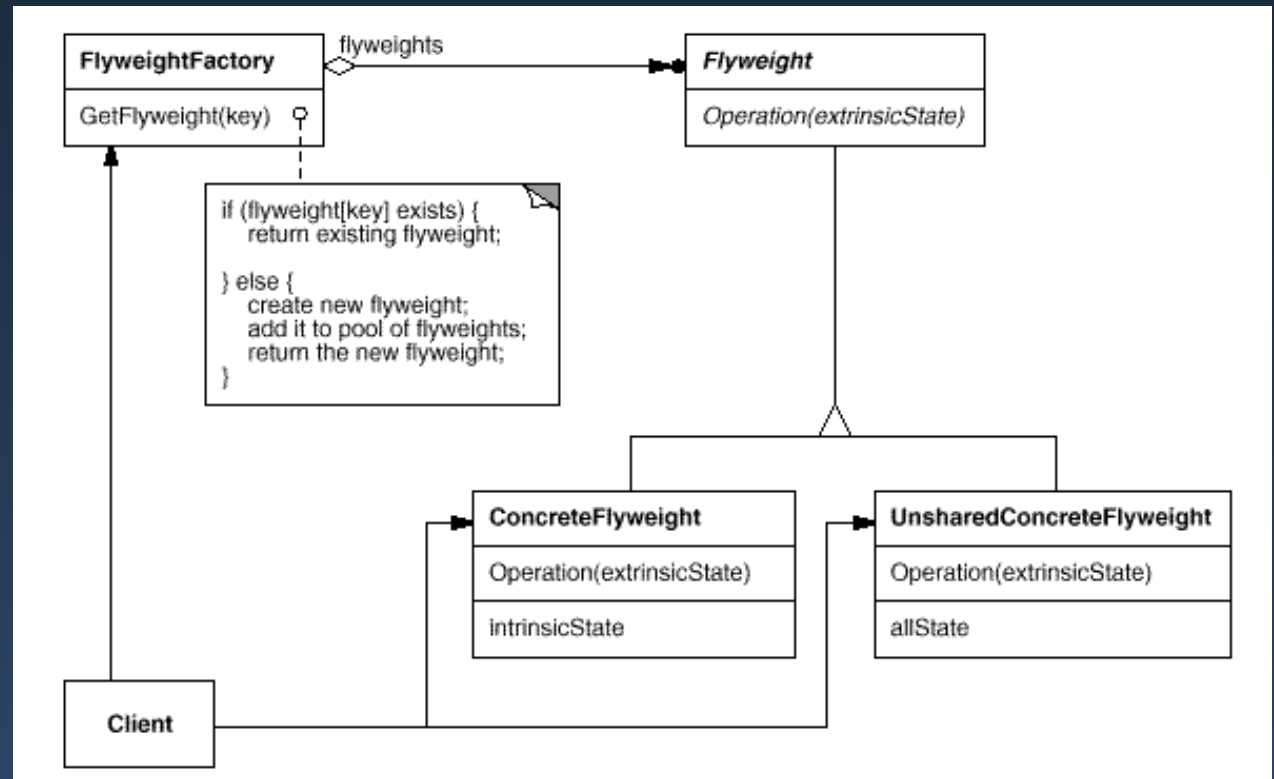 FlyweightFactory
flyweights
Flyweight
GetFlyweight(key)
Operation(extrinsicState)
if (flyweight[key] exists) {
return existing flyweight;
} else {
create new flyweight;
add it to pool of flyweights;
return the new flyweight;
}
ConcreteFlyweight
UnsharedConcreteFlyweight
Operation(extrinsicState)
Operation(extrinsicState)
intrinsicState
allState
Client